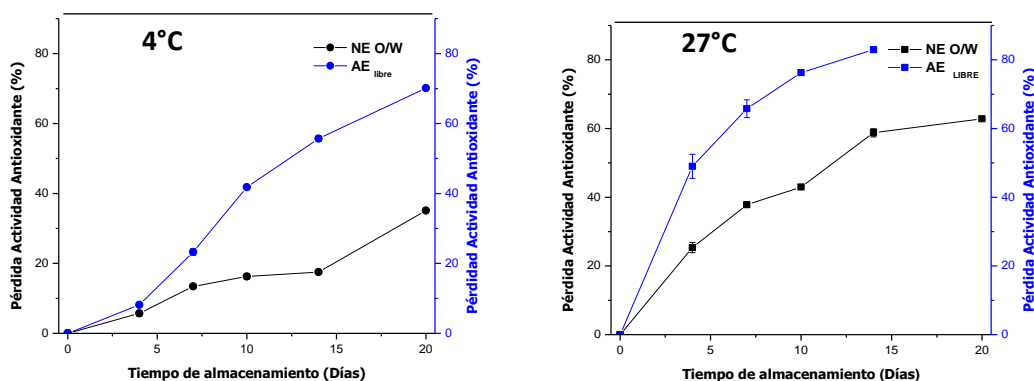 4°C
NE O/W
AE libre
Pérdida Actividad Antioxidante (%)
80
60
40
20
0
Pérdidad Actividad Antioxidante (%)
80
60
40
20
0
0 5 10 15 20
Tiempo de almacenamiento (Días)
27°C
NE O/W
AE LIBRE
Pérdida Actividad Antioxidante (%)
80
60
40
20
0
Pérdida Actividad Antioxidante (%)
80
60
40
20
0
0 5 10 15 20
Tiempo de almacenamiento (Días)